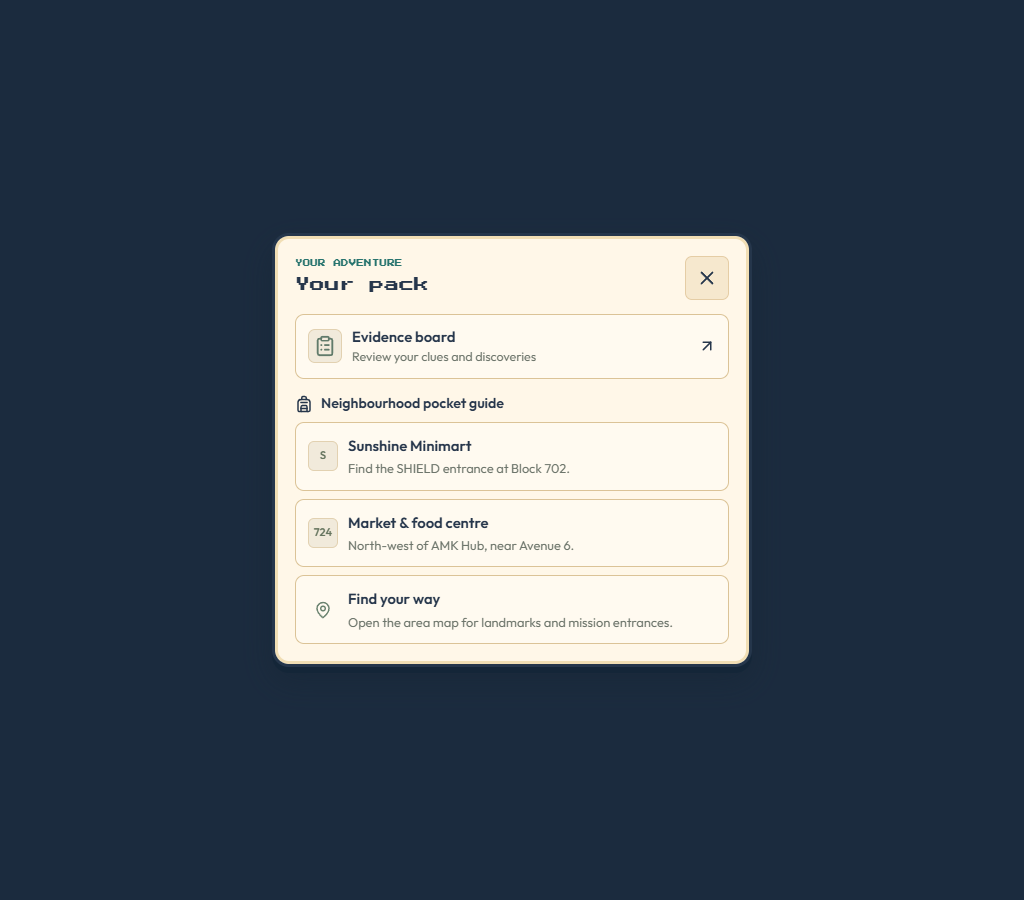 YOUR ADVENTURE
Your pack
Evidence board
Review your clues and discoveries
Neighbourhood pocket guide
S
Sunshine Minimart
Find the SHIELD entrance at Block 702.
724
Market & food centre
North-west of AMK Hub, near Avenue 6.
Find your way
Open the area map for landmarks and mission entrances.